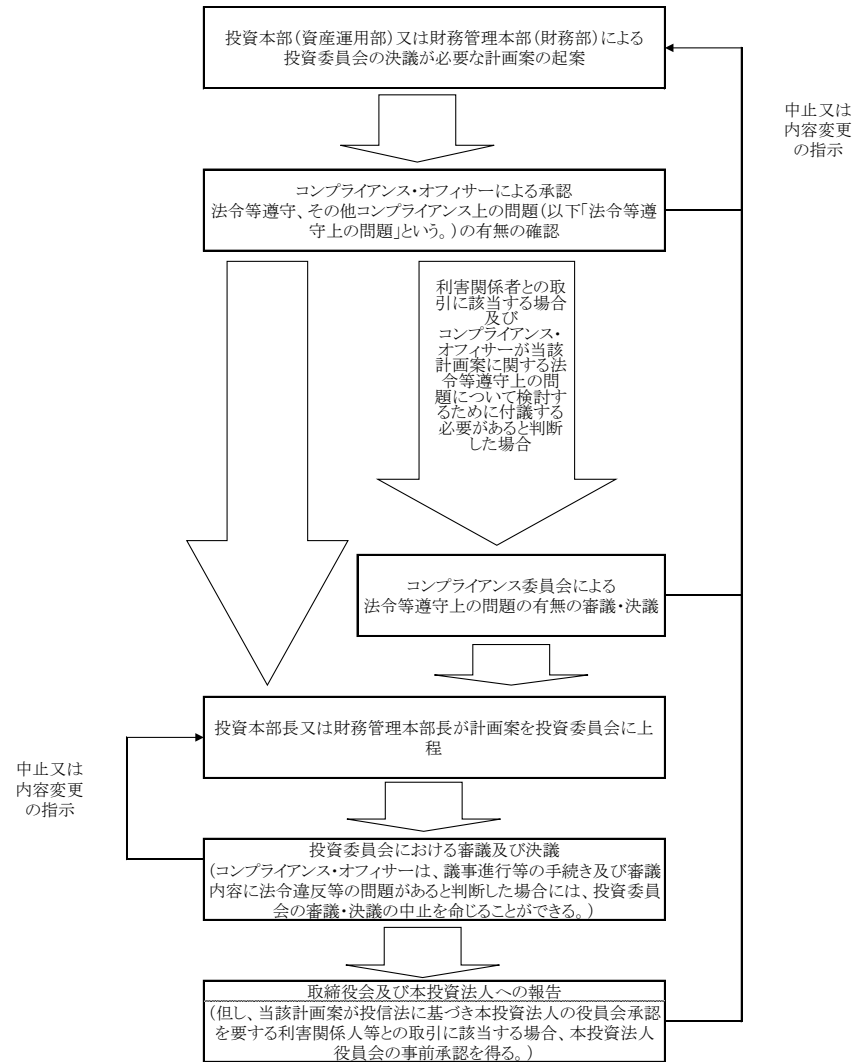 投資本部(資産運用部)又は財務管理本部(財務部)による
投資委員会の決議が必要な計画案の起案
中止又は
内容変更
の指示
コンプライアンス・オフィサーによる承認
法令等遵守、その他コンプライアンス上の問題(以下「法令等遵
守上の問題」という。)の有無の確認
利害関係者との取
引に該当する場合
及び
コンプライアンス・
オフィサーが当該
計画案に関する法
令等遵守上の問
題について検討す
るために付議する
必要があると判断
した場合
コンプライアンス委員会による
法令等遵守上の問題の有無の審議・決議
投資本部長又は財務管理本部長が計画案を投資委員会に上
程
中止又は
内容変更
の指示
投資委員会における審議及び決議
(コンプライアンス・オフィサーは、議事進行等の手続き及び審議
内容に法令違反等の問題があると判断した場合には、投資委員
会の審議・決議の中止を命じることができる。)
取締役会及び本投資法人への報告
(但し、当該計画案が投信法に基づき本投資法人の役員会承認
を要する利害関係人等との取引に該当する場合、本投資法人
役員会の事前承認を得る。)